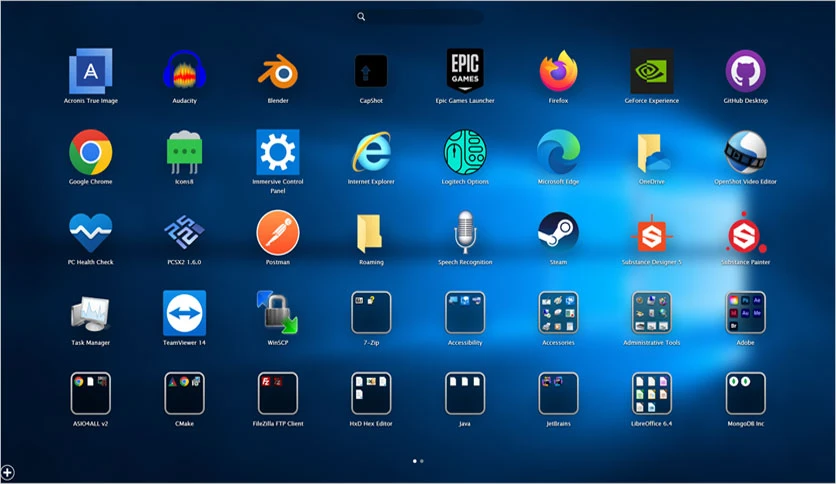 EPIC
GAMES
Acronis True Image
Audacity
Blender
CapShot
Epic Games Launcher
Firefox
GeForce Experience
GitHub Desktop
Google Chrome
Icons8
Immersive Control
Panel
Internet Explorer
Logitech Options
Microsoft Edge
OneDrive
OpenShot Video Editor
PC Health Check
PCSX2 1.6.0
Postman
Roaming
Speech Recognition
Steam
Substance Designer 5
Substance Painter
Task Manager
TeamViewer 14
WinSCP
7-Zip
Accessibility
Accessories
Administrative Tools
Adobe
ASIO4ALL v2
CMake
FileZilla FTP Client
HxD Hex Editor
Java
JetBrains
LibreOffice 6.4
MongoDB Inc